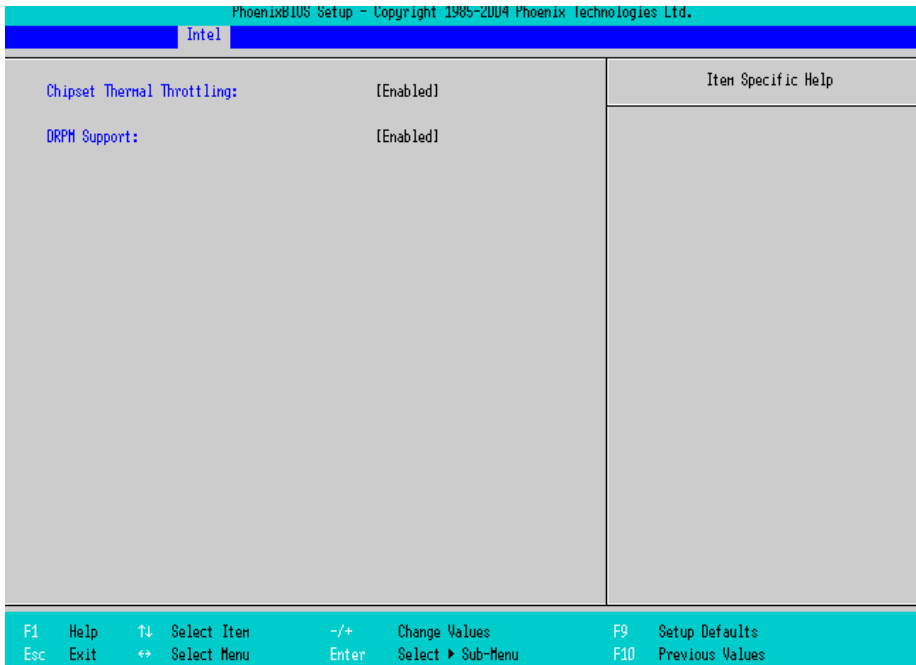 PhoenixBIOS Setup - Copyright 1985-2004 Phoenix Technologies Ltd.
Intel
Chipset Thermal Throttling: [Enabled]
DRPM Support: [Enabled]
Item Specific Help
F1 Help ↑↓ Select Item -/+ Change Values F9 Setup Defaults
Esc Exit ↔ Select Menu Enter Select ▶ Sub-Menu F10 Previous Values